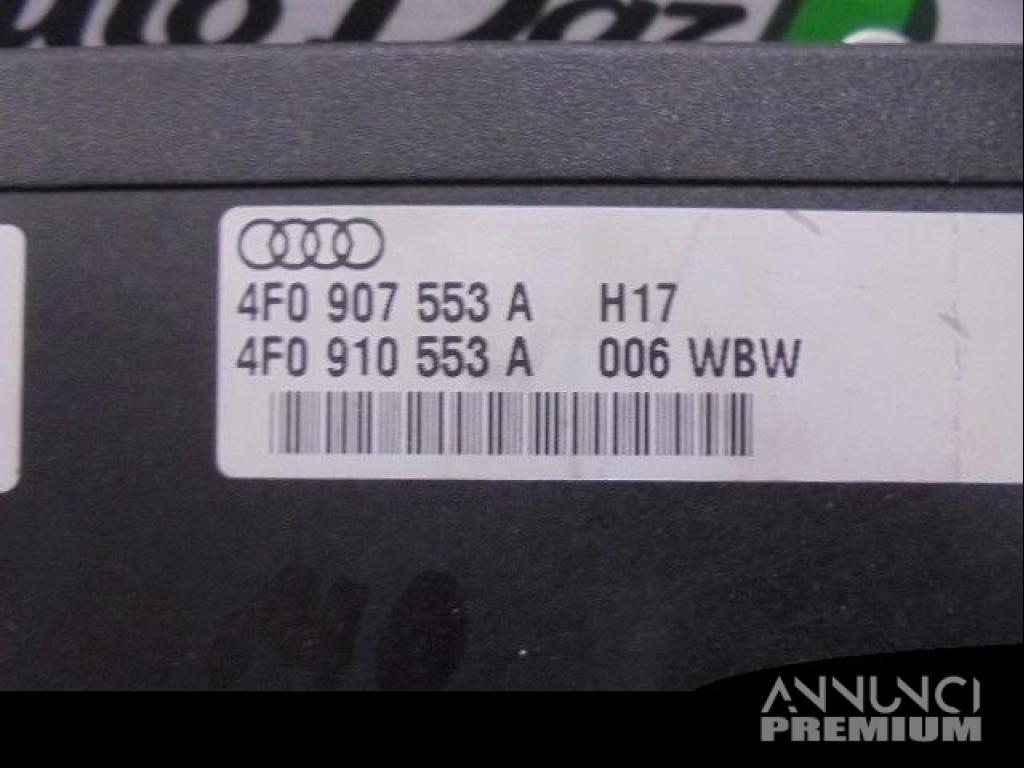 4F0 907 553 A H17
4F0 910 553 A 006 WBW
ANNUNCI
PREMIUM